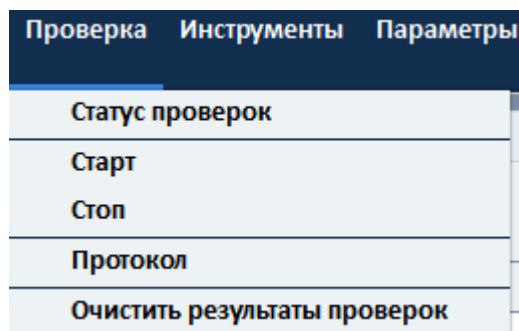 Проверка Инструменты Параметры
Статус проверок
Старт
Стоп
Протокол
Очистить результаты проверок